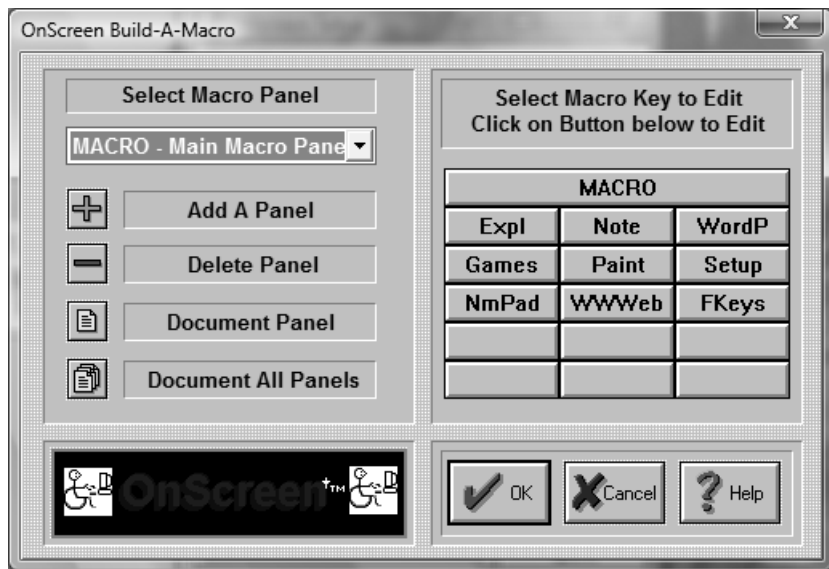 OnScreen Build-A-Macro
Select Macro Panel
MACRO - Main Macro Pane
Add A Panel
Delete Panel
Document Panel
Document All Panels
Select Macro Key to Edit
Click on Button below to Edit
MACRO
Expl Note WordP
Games Paint Setup
NmPad WWWeb FKeys
OnScreen+™
OK Cancel Help